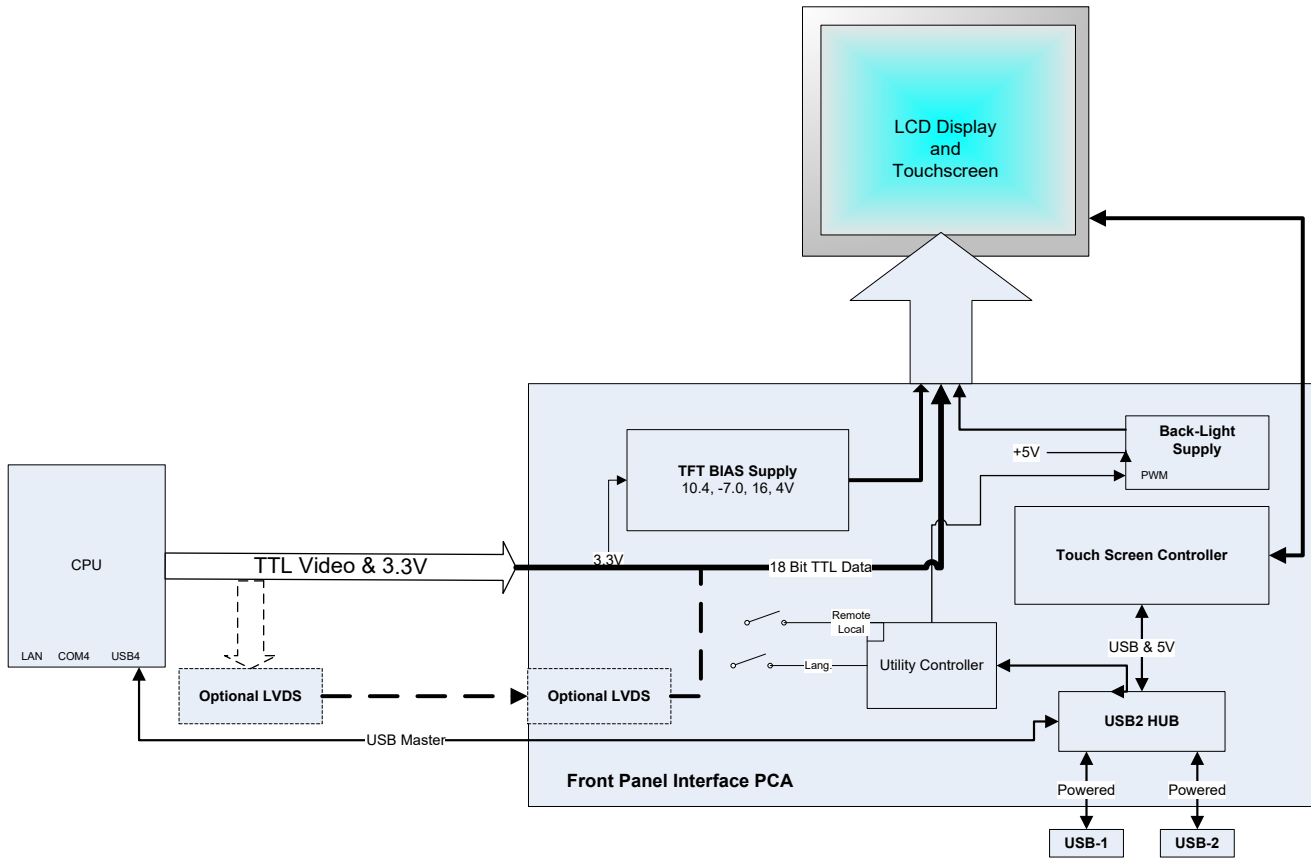 LCD Display
and
Touchscreen
Back-Light
Supply
+5V
PWM
TFT BIAS Supply
10.4, -7.0, 16, 4V
CPU
TTL Video & 3.3V
3.3V
18 Bit TTL Data
Touch Screen Controller
Remote
Local
USB & 5V
LAN COM4 USB4
Lang.
Utility Controller
Optional LVDS
Optional LVDS
USB2 HUB
USB Master
Front Panel Interface PCA
Powered
Powered
USB-1
USB-2